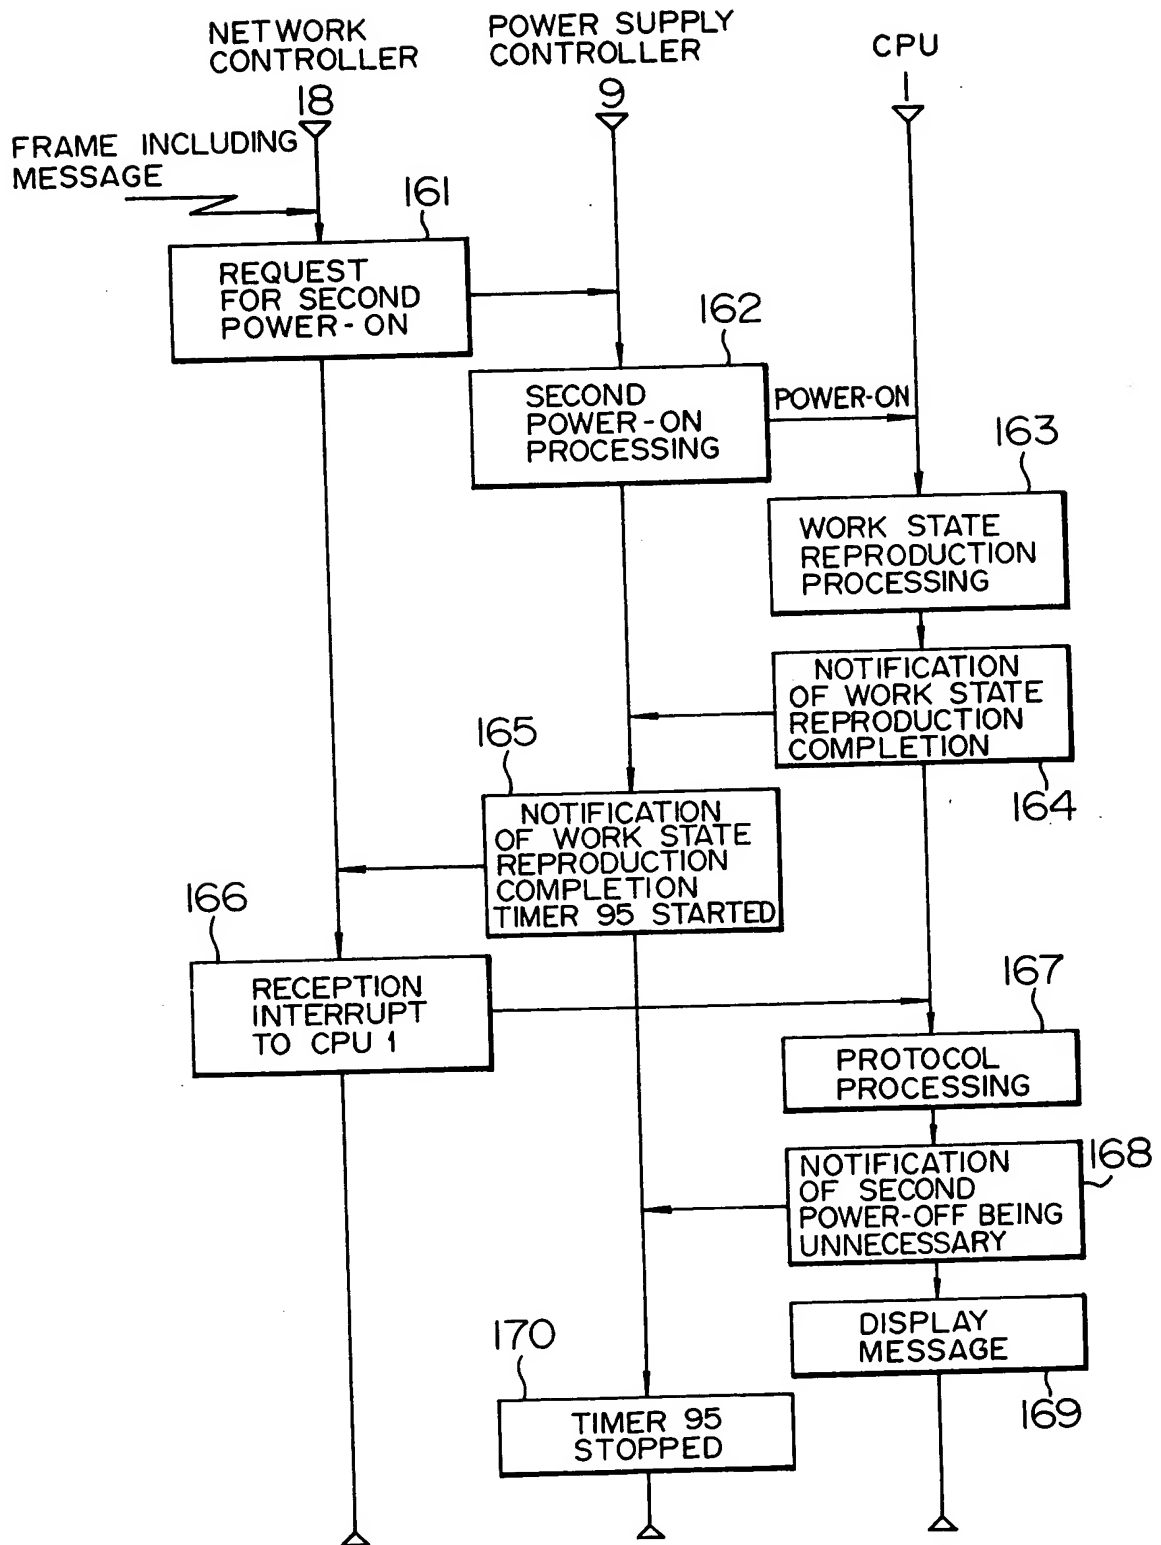 NETWORK
CONTROLLER
18
POWER SUPPLY
CONTROLLER
9
CPU
1
FRAME INCLUDING
MESSAGE
161
REQUEST
FOR SECOND
POWER-ON
162
SECOND
POWER-ON
PROCESSING
POWER-ON
163
WORK STATE
REPRODUCTION
PROCESSING
NOTIFICATION
OF WORK STATE
REPRODUCTION
COMPLETION
164
165
NOTIFICATION
OF WORK STATE
REPRODUCTION
COMPLETION
TIMER 95 STARTED
166
RECEPTION
INTERRUPT
TO CPU 1
167
PROTOCOL
PROCESSING
168
NOTIFICATION
OF SECOND
POWER-OFF BEING
UNNECESSARY
DISPLAY
MESSAGE
169
170
TIMER 95
STOPPED